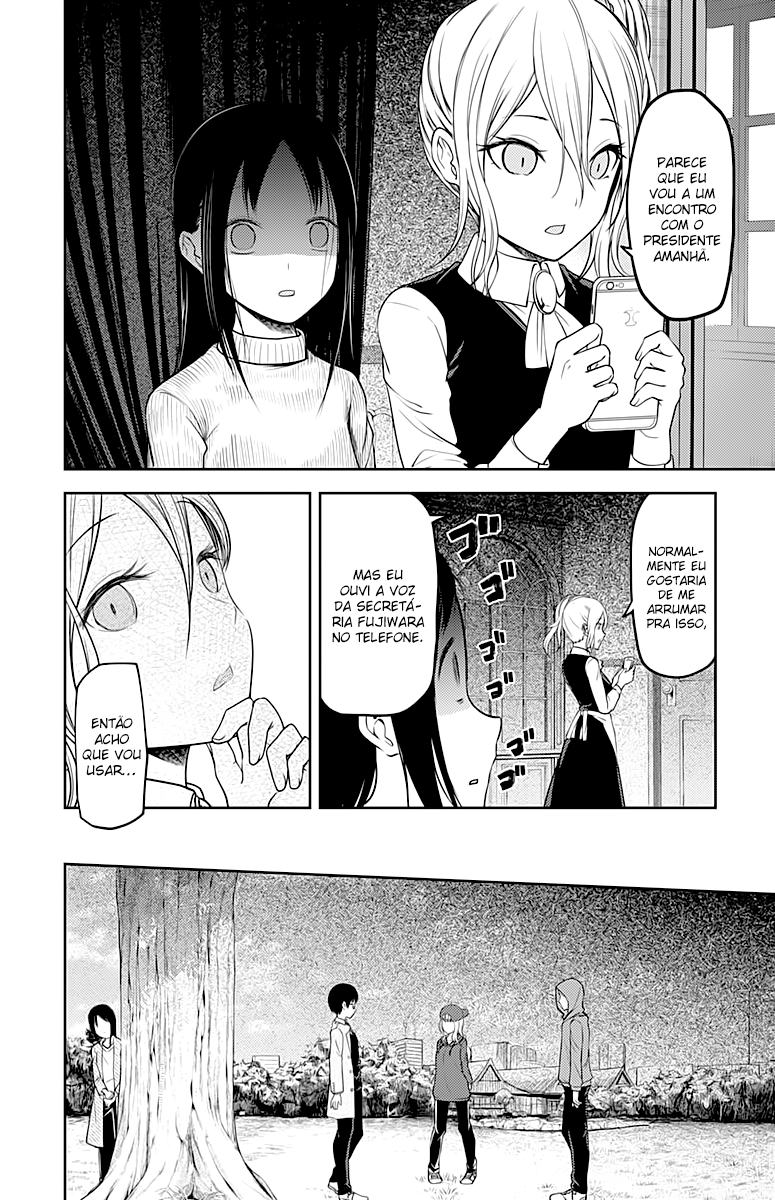 PARECE
QUE EU
VOU A UM
ENCONTRO
COM O
PRESIDENTE
AMANHÃ.
NORMAL-
MENTE EU
GOSTARIA
DE ME
ARRUMAR
PRA ISSO,
ゴ
ゴ
ゴ
ゴ
ゴ
ゴ
MAS EU
OUVI A VOZ
DA SECRETÁ-
RIA FUJIWARA
NO TELEFONE.
ENTÃO
ACHO
QUE VOU
USAR...